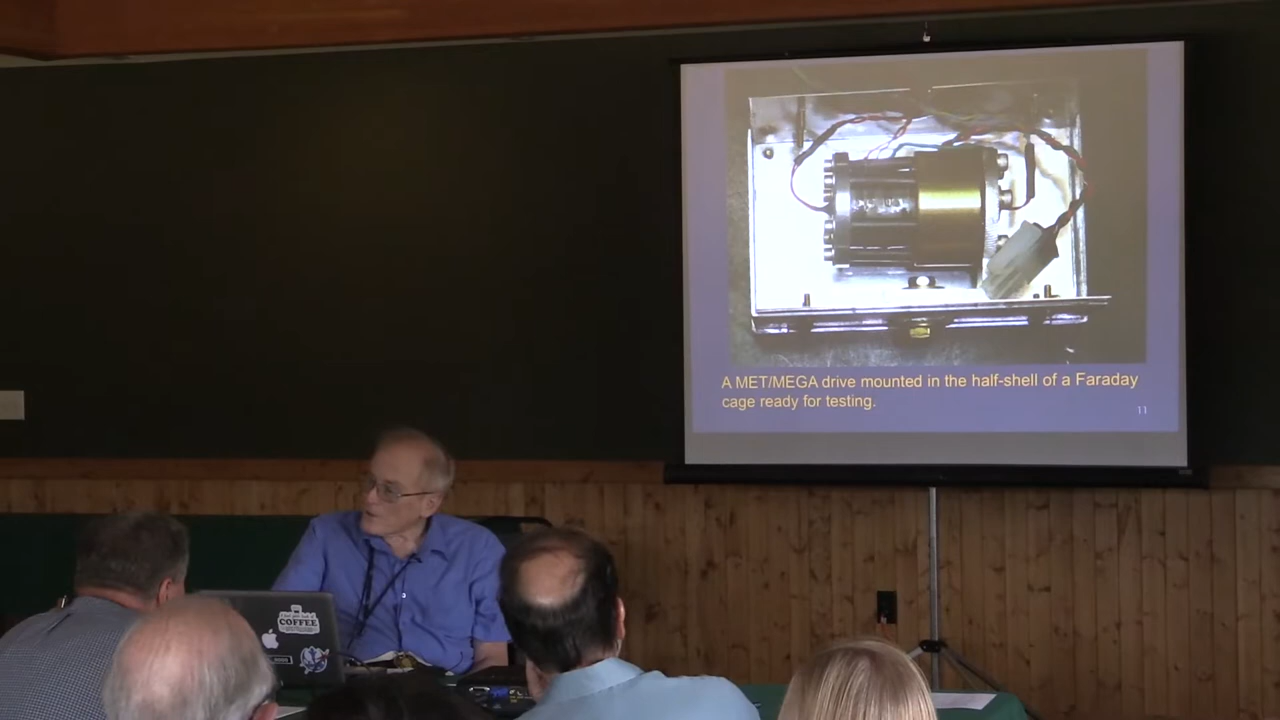 A MET/MEGA drive mounted in the half-shell of a Faraday
cage ready for testing.
11
COFFEE